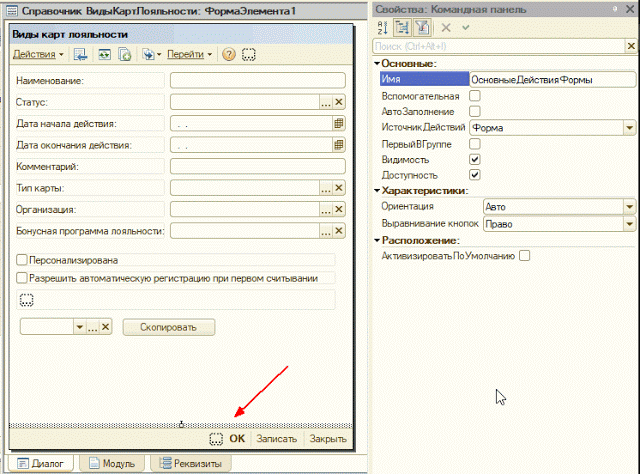 Справочник ВидыКартЛояльности: ФормаЭлемента1
Виды карт лояльности
Действия Перейти ?
Наименование:
Статус: ... ×
Дата начала действия: . .
Дата окончания действия: . .
Комментарий:
Тип карты: ... ×
Организация: ... ×
Бонусная программа лояльности: ... ×
Персонализирована
Разрешить автоматическую регистрацию при первом считывании
... × Скопировать
OK Записать Закрыть
Диалог Модуль Реквизиты
Свойства: Командная панель
Поиск (Ctrl+Alt+I)
Основные:
Имя ОсновныеДействияФормы
Вспомогательная
АвтоЗаполнение
ИсточникДействий Форма
ПервыйВГруппе
Видимость
Доступность
Характеристики:
Ориентация Авто
Выравнивание кнопок Право
Расположение:
АктивизироватьПоУмолчанию